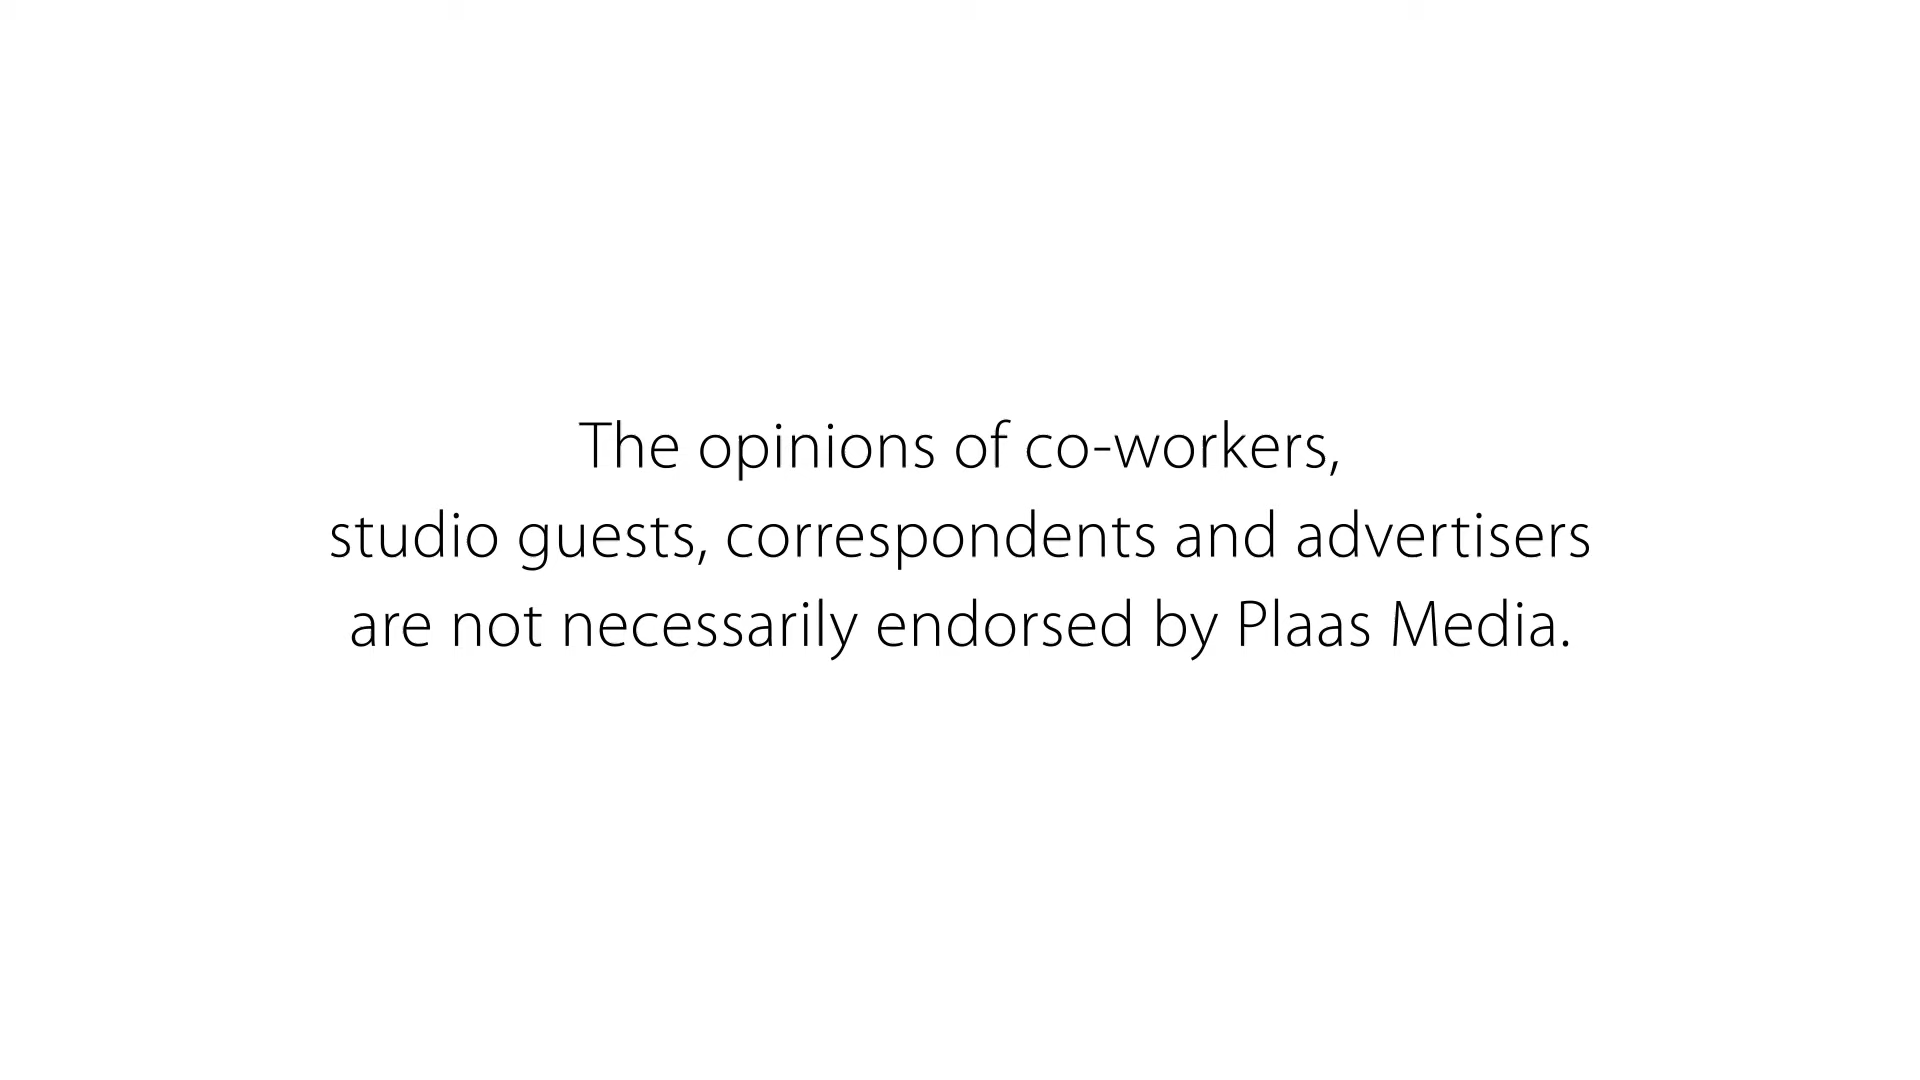 The opinions of co-workers,
studio guests, correspondents and advertisers
are not necessarily endorsed by Plaas Media.